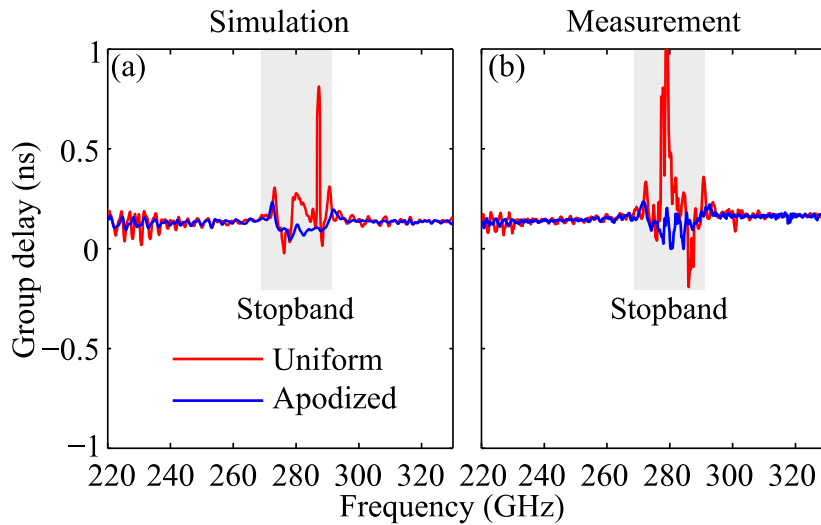 Simulation
Measurement
(a)
(b)
Group delay (ns)
1
0.5
0
−0.5
−1
Stopband
Stopband
Uniform
Apodized
220 240 260 280 300 320
220 240 260 280 300 320
Frequency (GHz)